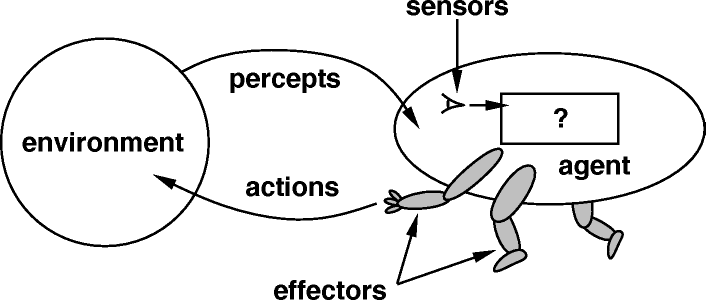 sensors
percepts
environment
?
agent
actions
effectors